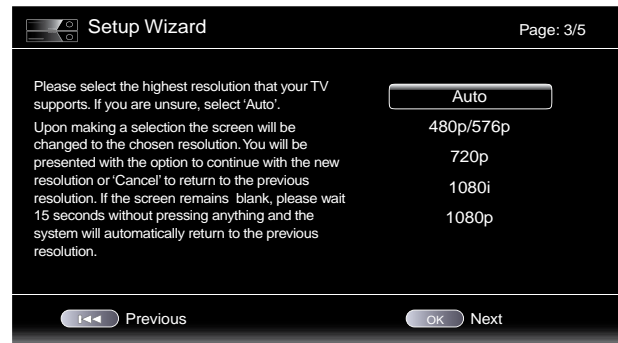 Setup Wizard
Page: 3/5
Please select the highest resolution that your TV
supports. If you are unsure, select ‘Auto’.
Upon making a selection the screen will be
changed to the chosen resolution. You will be
presented with the option to continue with the new
resolution or ‘Cancel’ to return to the previous
resolution. If the screen remains blank, please wait
15 seconds without pressing anything and the
system will automatically return to the previous
resolution.
Auto
480p/576p
720p
1080i
1080p
Previous
OK Next